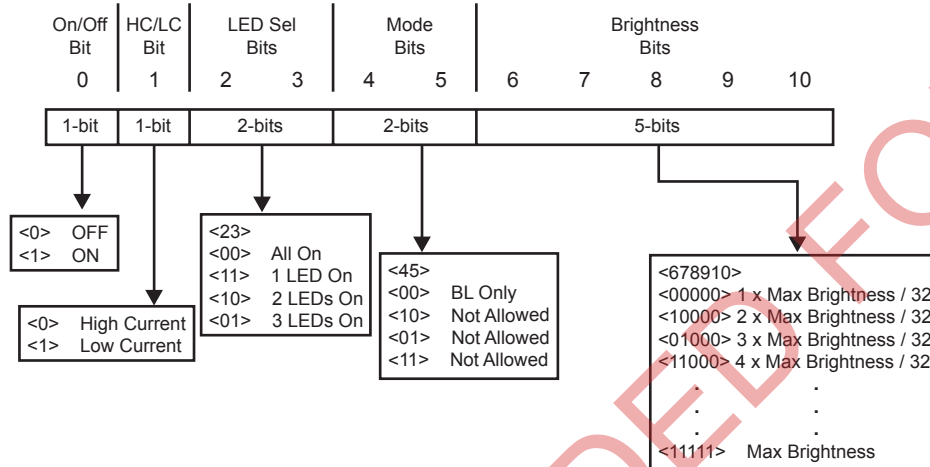 On/Off Bit
HC/LC Bit
LED Sel Bits
Mode Bits
Brightness Bits
0 1 2 3 4 5 6 7 8 9 10
1-bit 1-bit 2-bits 2-bits 5-bits
<0> OFF
<1> ON
<0> High Current
<1> Low Current
<23>
<00> All On
<11> 1 LED On
<10> 2 LEDs On
<01> 3 LEDs On
<45>
<00> BL Only
<10> Not Allowed
<01> Not Allowed
<11> Not Allowed
<678910>
<00000> 1 x Max Brightness / 32
<10000> 2 x Max Brightness / 32
<01000> 3 x Max Brightness / 32
<11000> 4 x Max Brightness / 32
. .
. .
. .
<11111> Max Brightness
DED FO